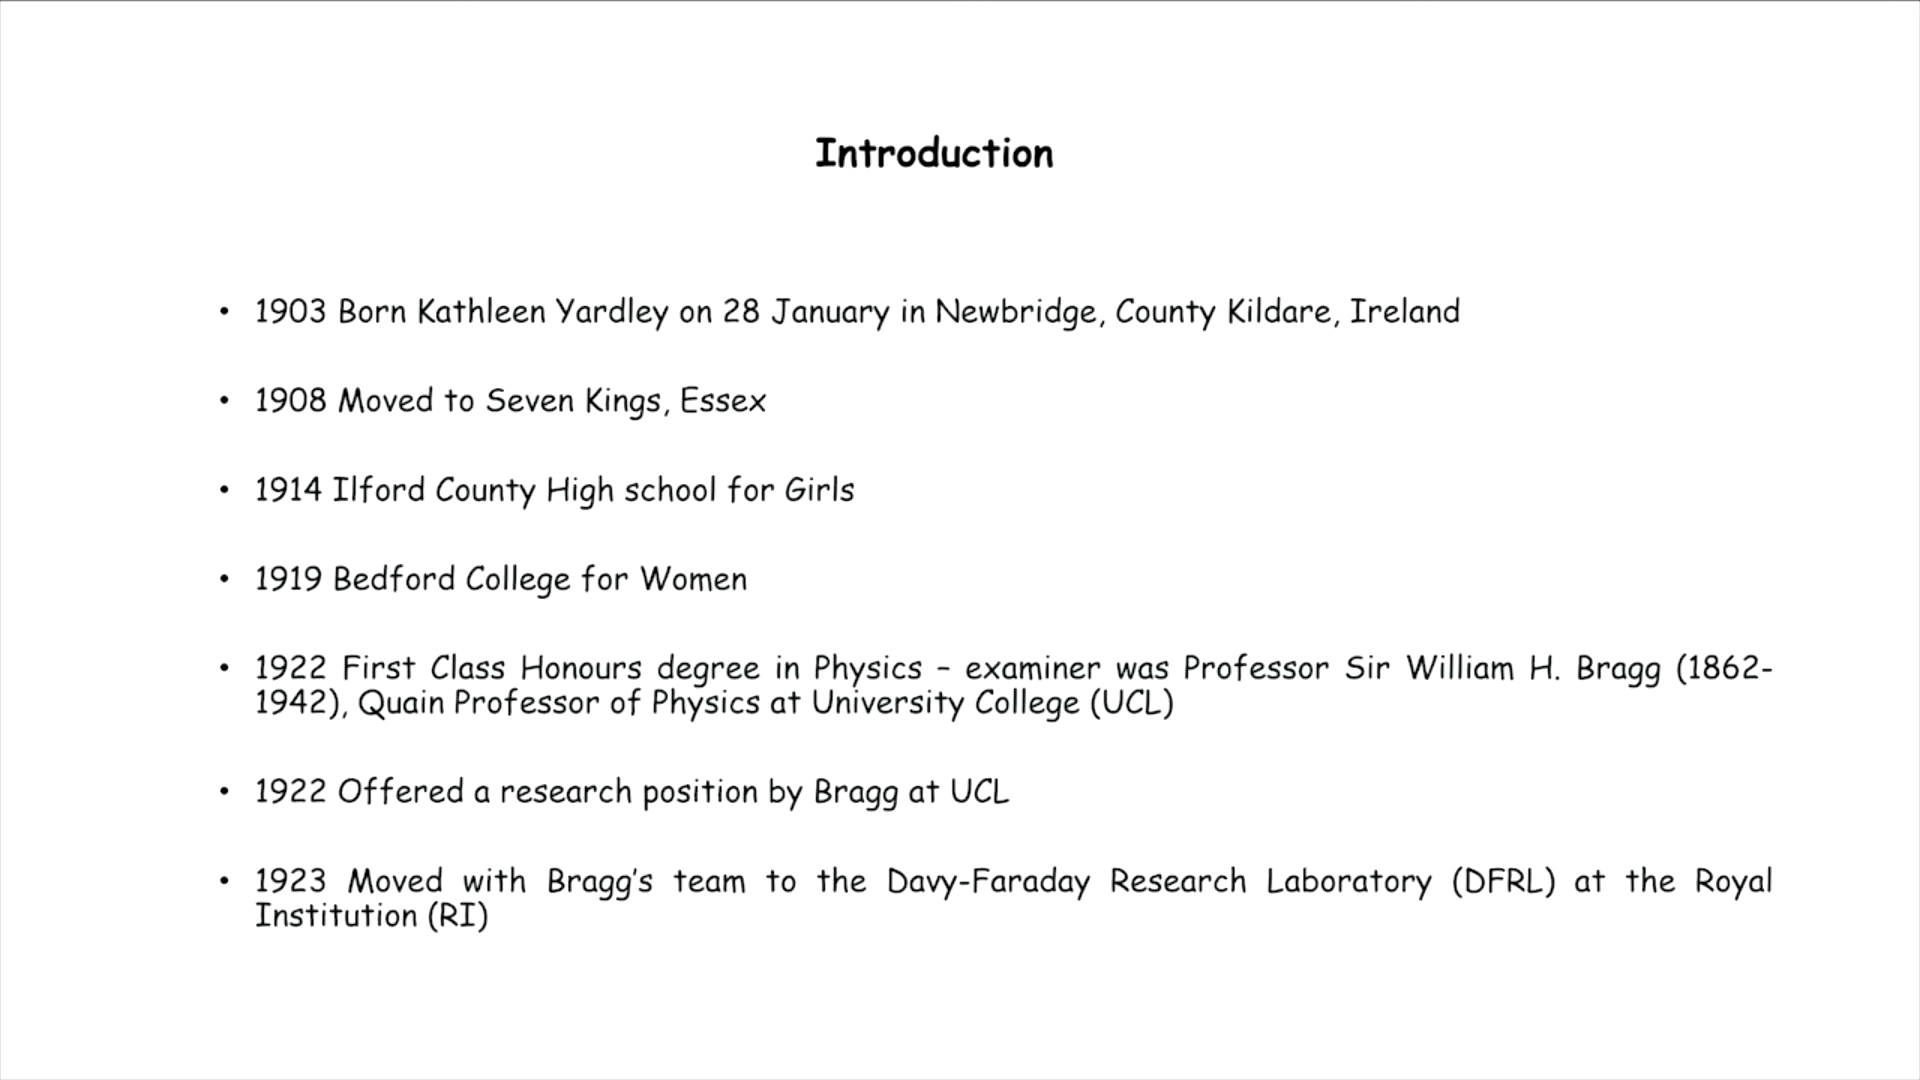 Introduction
• 1903 Born Kathleen Yardley on 28 January in Newbridge, County Kildare, Ireland
• 1908 Moved to Seven Kings, Essex
• 1914 Ilford County High school for Girls
• 1919 Bedford College for Women
• 1922 First Class Honours degree in Physics – examiner was Professor Sir William H. Bragg (1862-
1942), Quain Professor of Physics at University College (UCL)
• 1922 Offered a research position by Bragg at UCL
• 1923 Moved with Bragg’s team to the Davy-Faraday Research Laboratory (DFRL) at the Royal
Institution (RI)